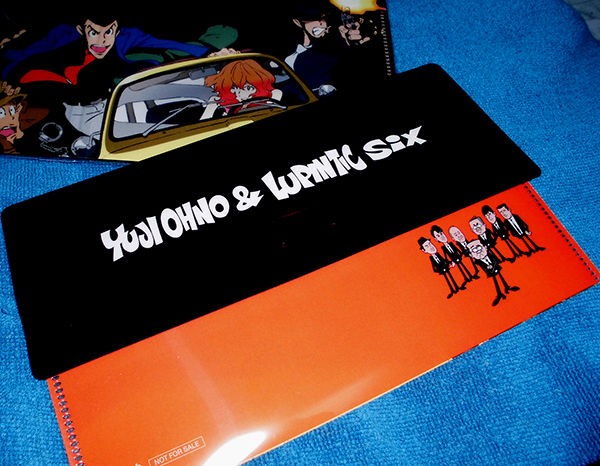 YUJI OHNO & LUPINTIC SIX
NOT FOR SALE